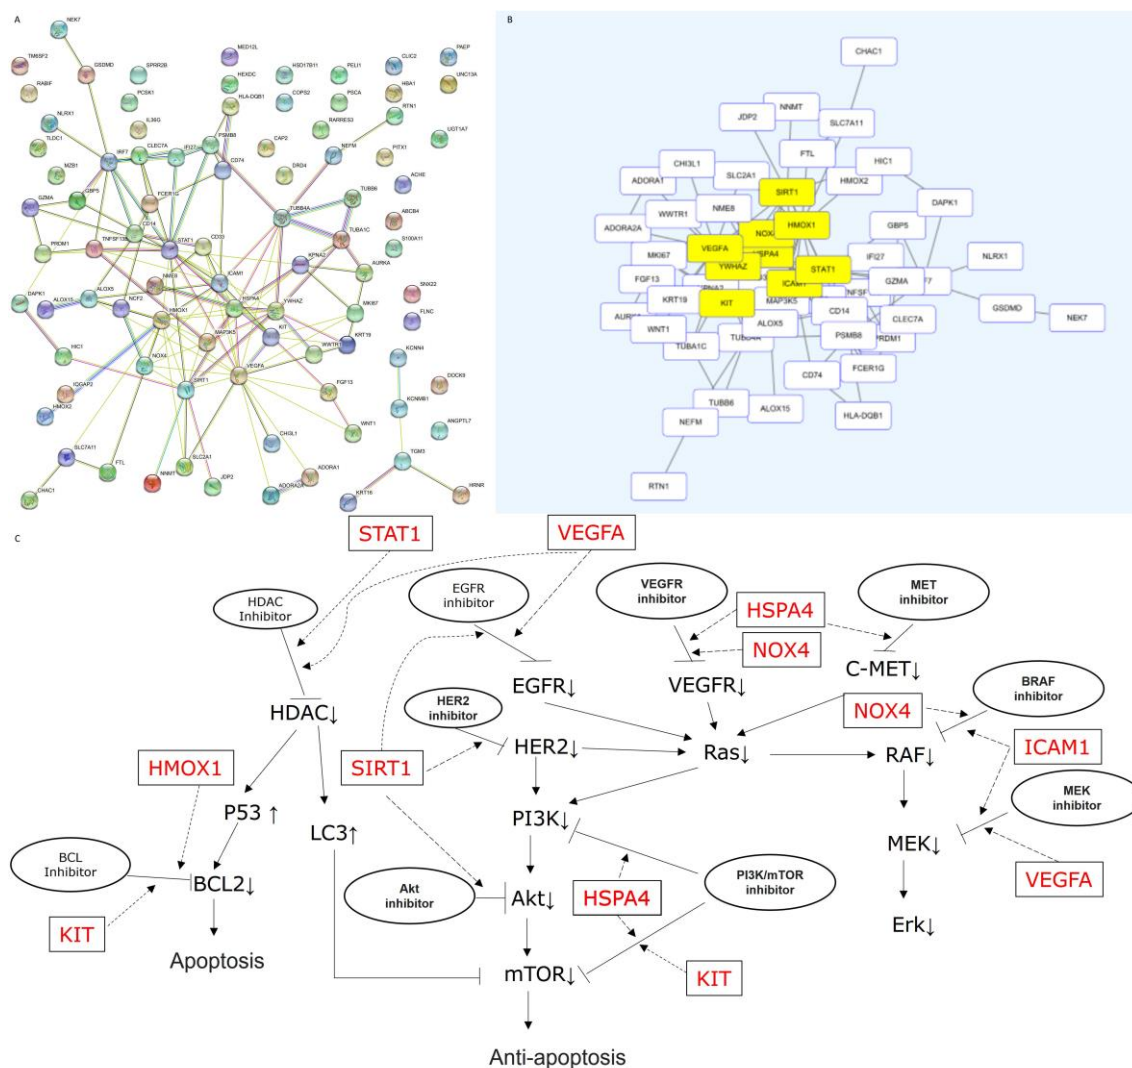 A
NEK7
TM6SF2
GSDMD
RABIF
SPRR2B
PCSK1
MED12L
HEXDC
HSD17B11
COPS2
PELI1
PSCA
CLIC2
HBA1
PAEP
UNC13A
NLRX1
TLDC1
MZB1
IL36G
HLA-DQB1
PSMB8
RARRES3
RTN1
UGT1A7
IRF7
CLEC7A
IFI27
CD74
CAP2
DRD4
NEFM
PITX1
ACHE
GZMA
GBP5
FCER1G
TUBB4A
TUBB6
ABCB4
CD14
STAT1
CD33
TUBA1C
S100A11
PRDM1
KPNA2
AURKA
DAPK1
ALOX5
NME8
ICAM1
HSPA4
YWHAZ
MKI67
SNX22
ALOX15
NCF2
HMOX1
KIT
KRT19
FLNC
HIC1
MAP3K5
WWTR1
NOX4
VEGFA
KCNN4
IQGAP2
SIRT1
FGF13
DOCK9
HMOX2
KCNMB1
WNT1
ANGPTL7
SLC7A11
CHI3L1
FTL
SLC2A1
ADORA1
TGM3
CHAC1
NNMT
JDP2
ADORA2A
KRT16
HRNR
B
CHAC1
NNMT
JDP2
SLC7A11
FTL
HIC1
CHI3L1
SLC2A1
HMOX2
ADORA1
SIRT1
DAPK1
WWTR1
NME8
HMOX1
GBP5
ADORA2A
NOX4
VEGFA
HSPA4
IFI27
NLRX1
MKI67
YWHAZ
STAT1
FGF13
ICAM1
GZMA
KRT19
KIT
MAP3K5
CD14
GSDMD
CLEC7A
NEK7
WNT1
ALOX5
PSMB8
PRDM1
TUBA1C
CD74
FCER1G
TUBB6
ALOX15
HLA-DQB1
NEFM
RTN1
C
STAT1
VEGFA
HDAC
Inhibitor
EGFR
inhibitor
VEGFR
inhibitor
MET
inhibitor
HSPA4
NOX4
C-MET↓
EGFR↓
VEGFR↓
BRAF
inhibitor
HDAC↓
HER2
inhibitor
NOX4
HER2↓
Ras↓
RAF↓
ICAM1
HMOX1
SIRT1
MEK
inhibitor
P53 ↑
LC3↑
PI3K↓
MEK↓
BCL
Inhibitor
BCL2↓
Akt
inhibitor
Akt↓
HSPA4
PI3K/mTOR
inhibitor
VEGFA
KIT
Erk↓
Apoptosis
mTOR↓
KIT
Anti-apoptosis